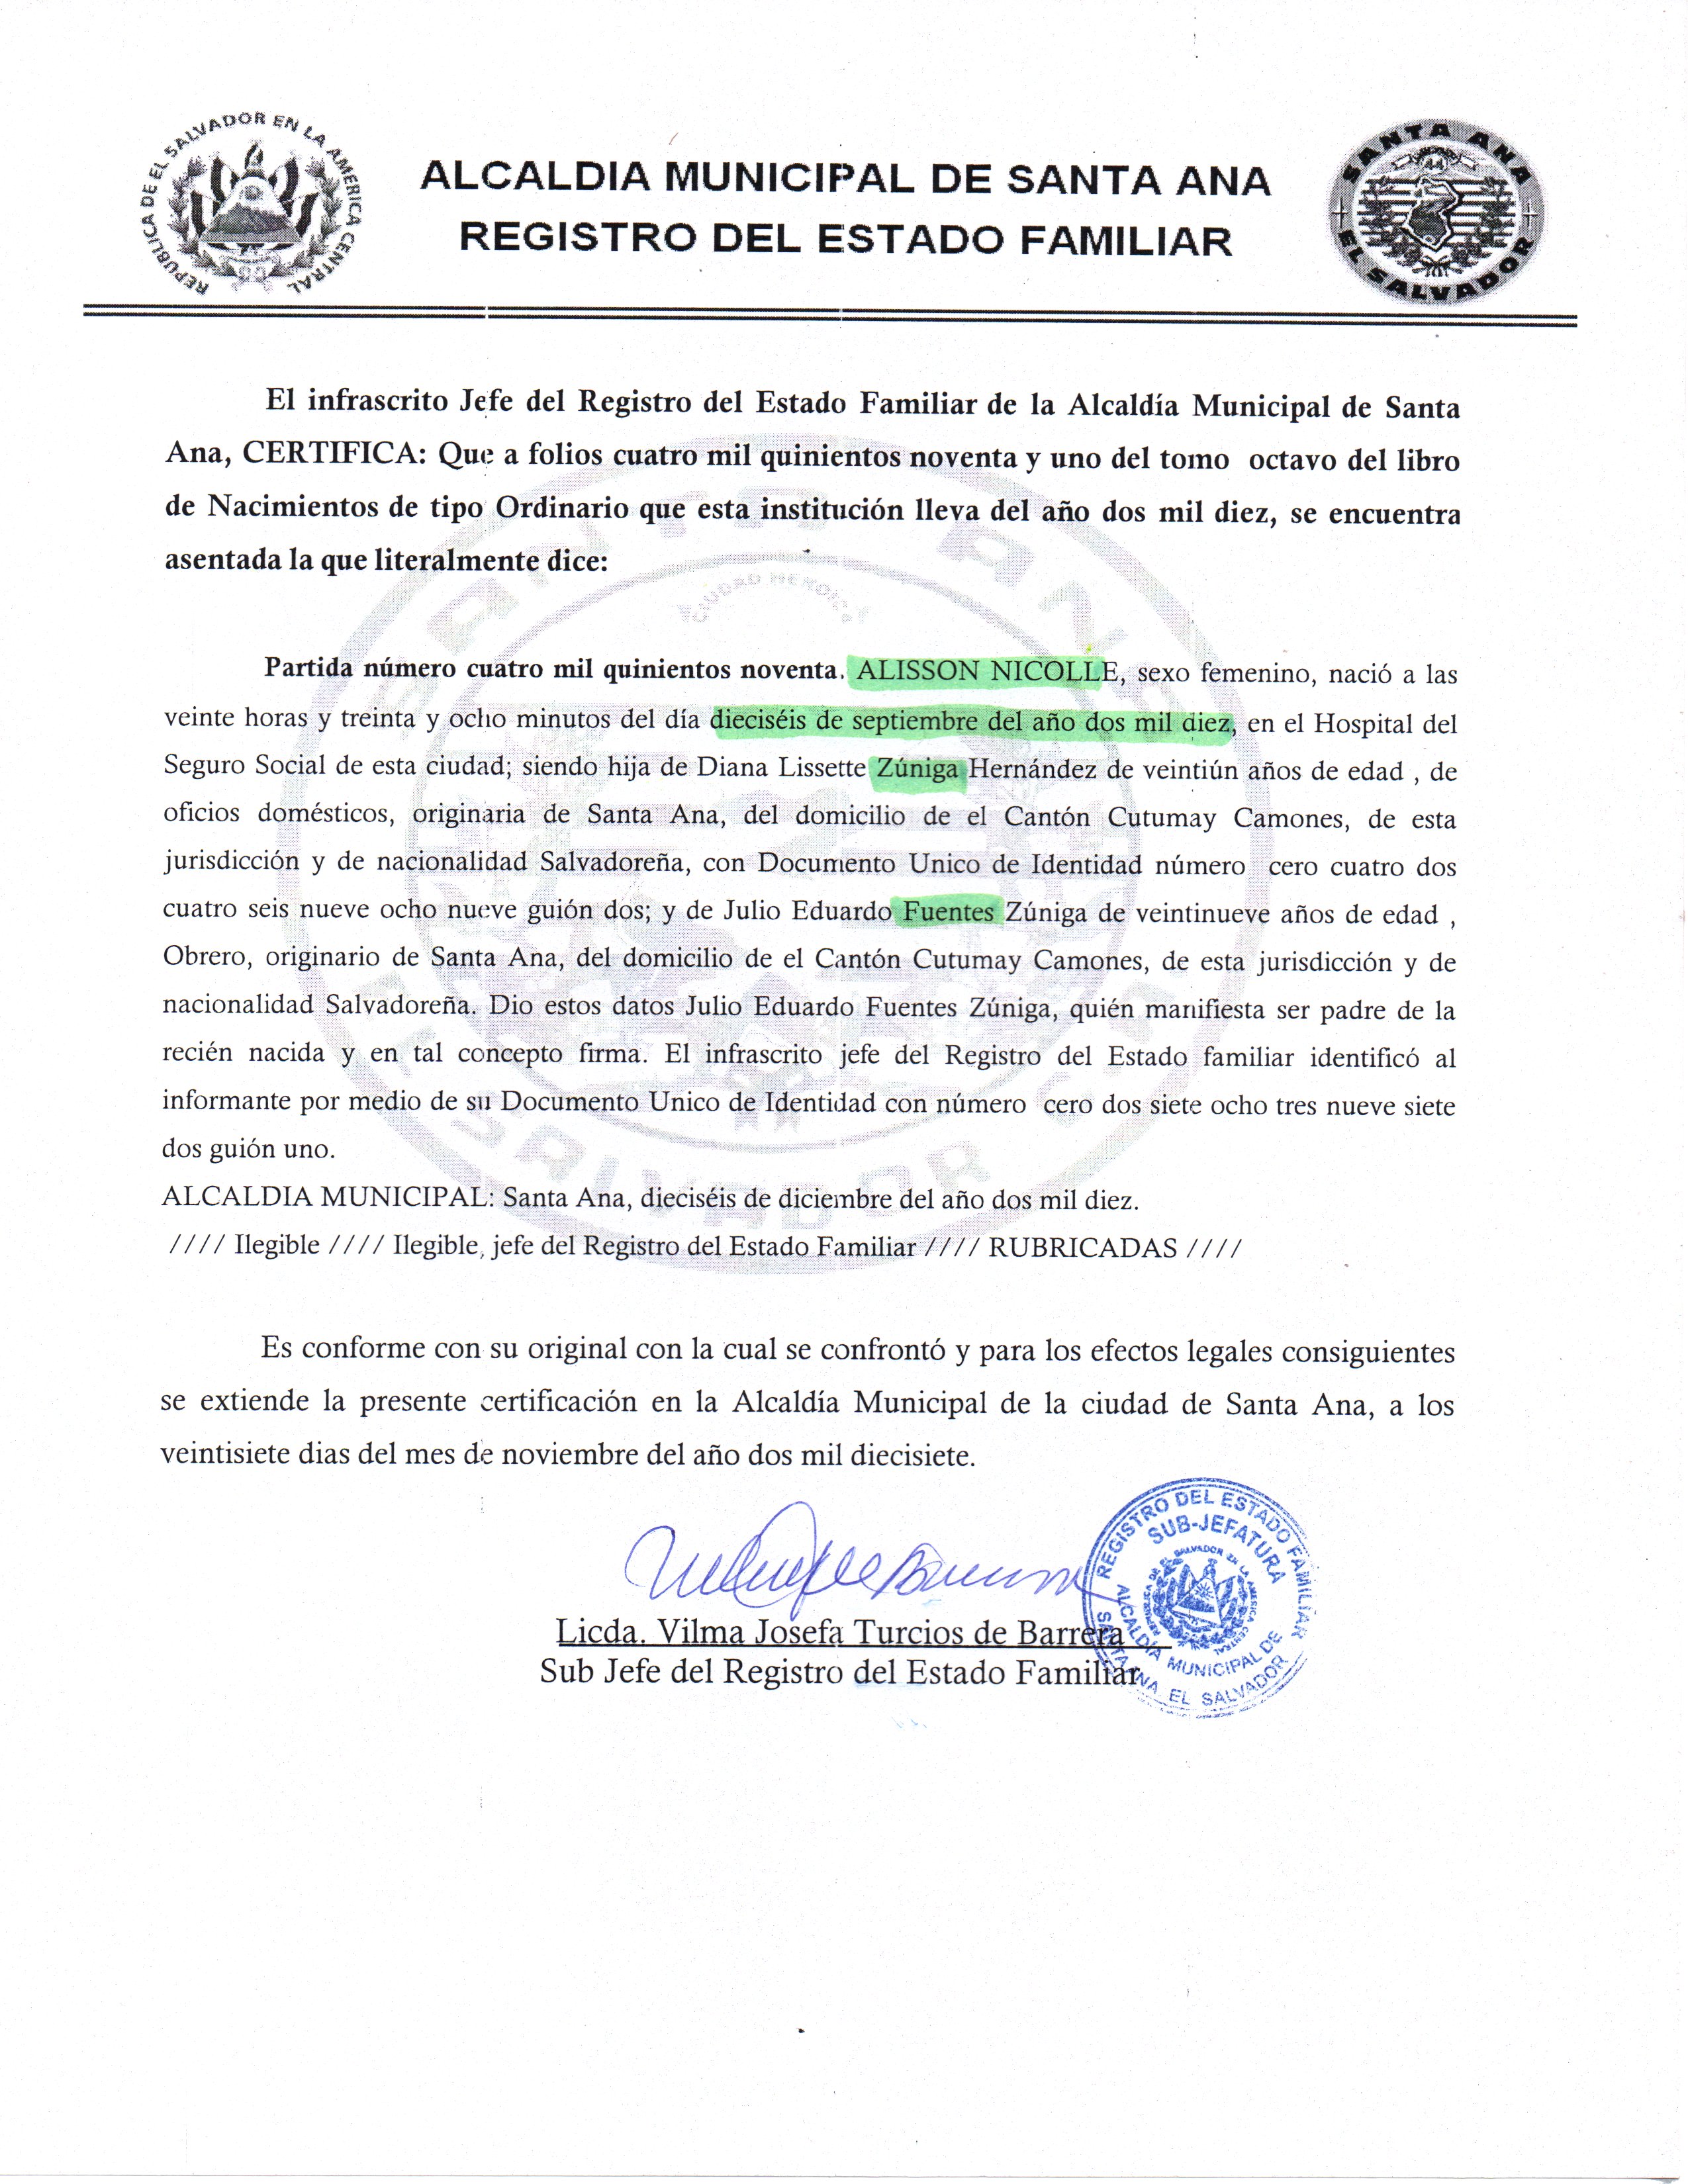 REPUBLICA DE EL SALVADOR EN LA AMERICA CENTRAL
ALCALDIA MUNICIPAL DE SANTA ANA
REGISTRO DEL ESTADO FAMILIAR
SANTA ANA
44
EL SALVADOR
El infrascrito Jefe del Registro del Estado Familiar de la Alcaldía Municipal de Santa
Ana, CERTIFICA: Que a folios cuatro mil quinientos noventa y uno del tomo octavo del libro
de Nacimientos de tipo Ordinario que esta institución lleva del año dos mil diez, se encuentra
asentada la que literalmente dice:
SANTA ANA
CIUDAD HEROICA
EL SALVADOR
Partida número cuatro mil quinientos noventa. ALISSON NICOLLE, sexo femenino, nació a las
veinte horas y treinta y ocho minutos del día dieciséis de septiembre del año dos mil diez, en el Hospital del
Seguro Social de esta ciudad; siendo hija de Diana Lissette Zúniga Hernández de veintiún años de edad , de
oficios domésticos, originaria de Santa Ana, del domicilio de el Cantón Cutumay Camones, de esta
jurisdicción y de nacionalidad Salvadoreña, con Documento Unico de Identidad número cero cuatro dos
cuatro seis nueve ocho nueve guión dos; y de Julio Eduardo Fuentes Zúniga de veintinueve años de edad ,
Obrero, originario de Santa Ana, del domicilio de el Cantón Cutumay Camones, de esta jurisdicción y de
nacionalidad Salvadoreña. Dio estos datos Julio Eduardo Fuentes Zúniga, quién manifiesta ser padre de la
recién nacida y en tal concepto firma. El infrascrito jefe del Registro del Estado familiar identificó al
informante por medio de su Documento Unico de Identidad con número cero dos siete ocho tres nueve siete
dos guión uno.
ALCALDIA MUNICIPAL: Santa Ana, dieciséis de diciembre del año dos mil diez.
//// Ilegible //// Ilegible, jefe del Registro del Estado Familiar //// RUBRICADAS ////
Es conforme con su original con la cual se confrontó y para los efectos legales consiguientes
se extiende la presente certificación en la Alcaldía Municipal de la ciudad de Santa Ana, a los
veintisiete dias del mes de noviembre del año dos mil diecisiete.
Licda. Vilma Josefa Turcios de Barrera
Sub Jefe del Registro del Estado Familiar
REGISTRO DEL ESTADO FAMILIAR
SUB-JEFATURA
ALCALDÍA MUNICIPAL DE
SANTA ANA EL SALVADOR